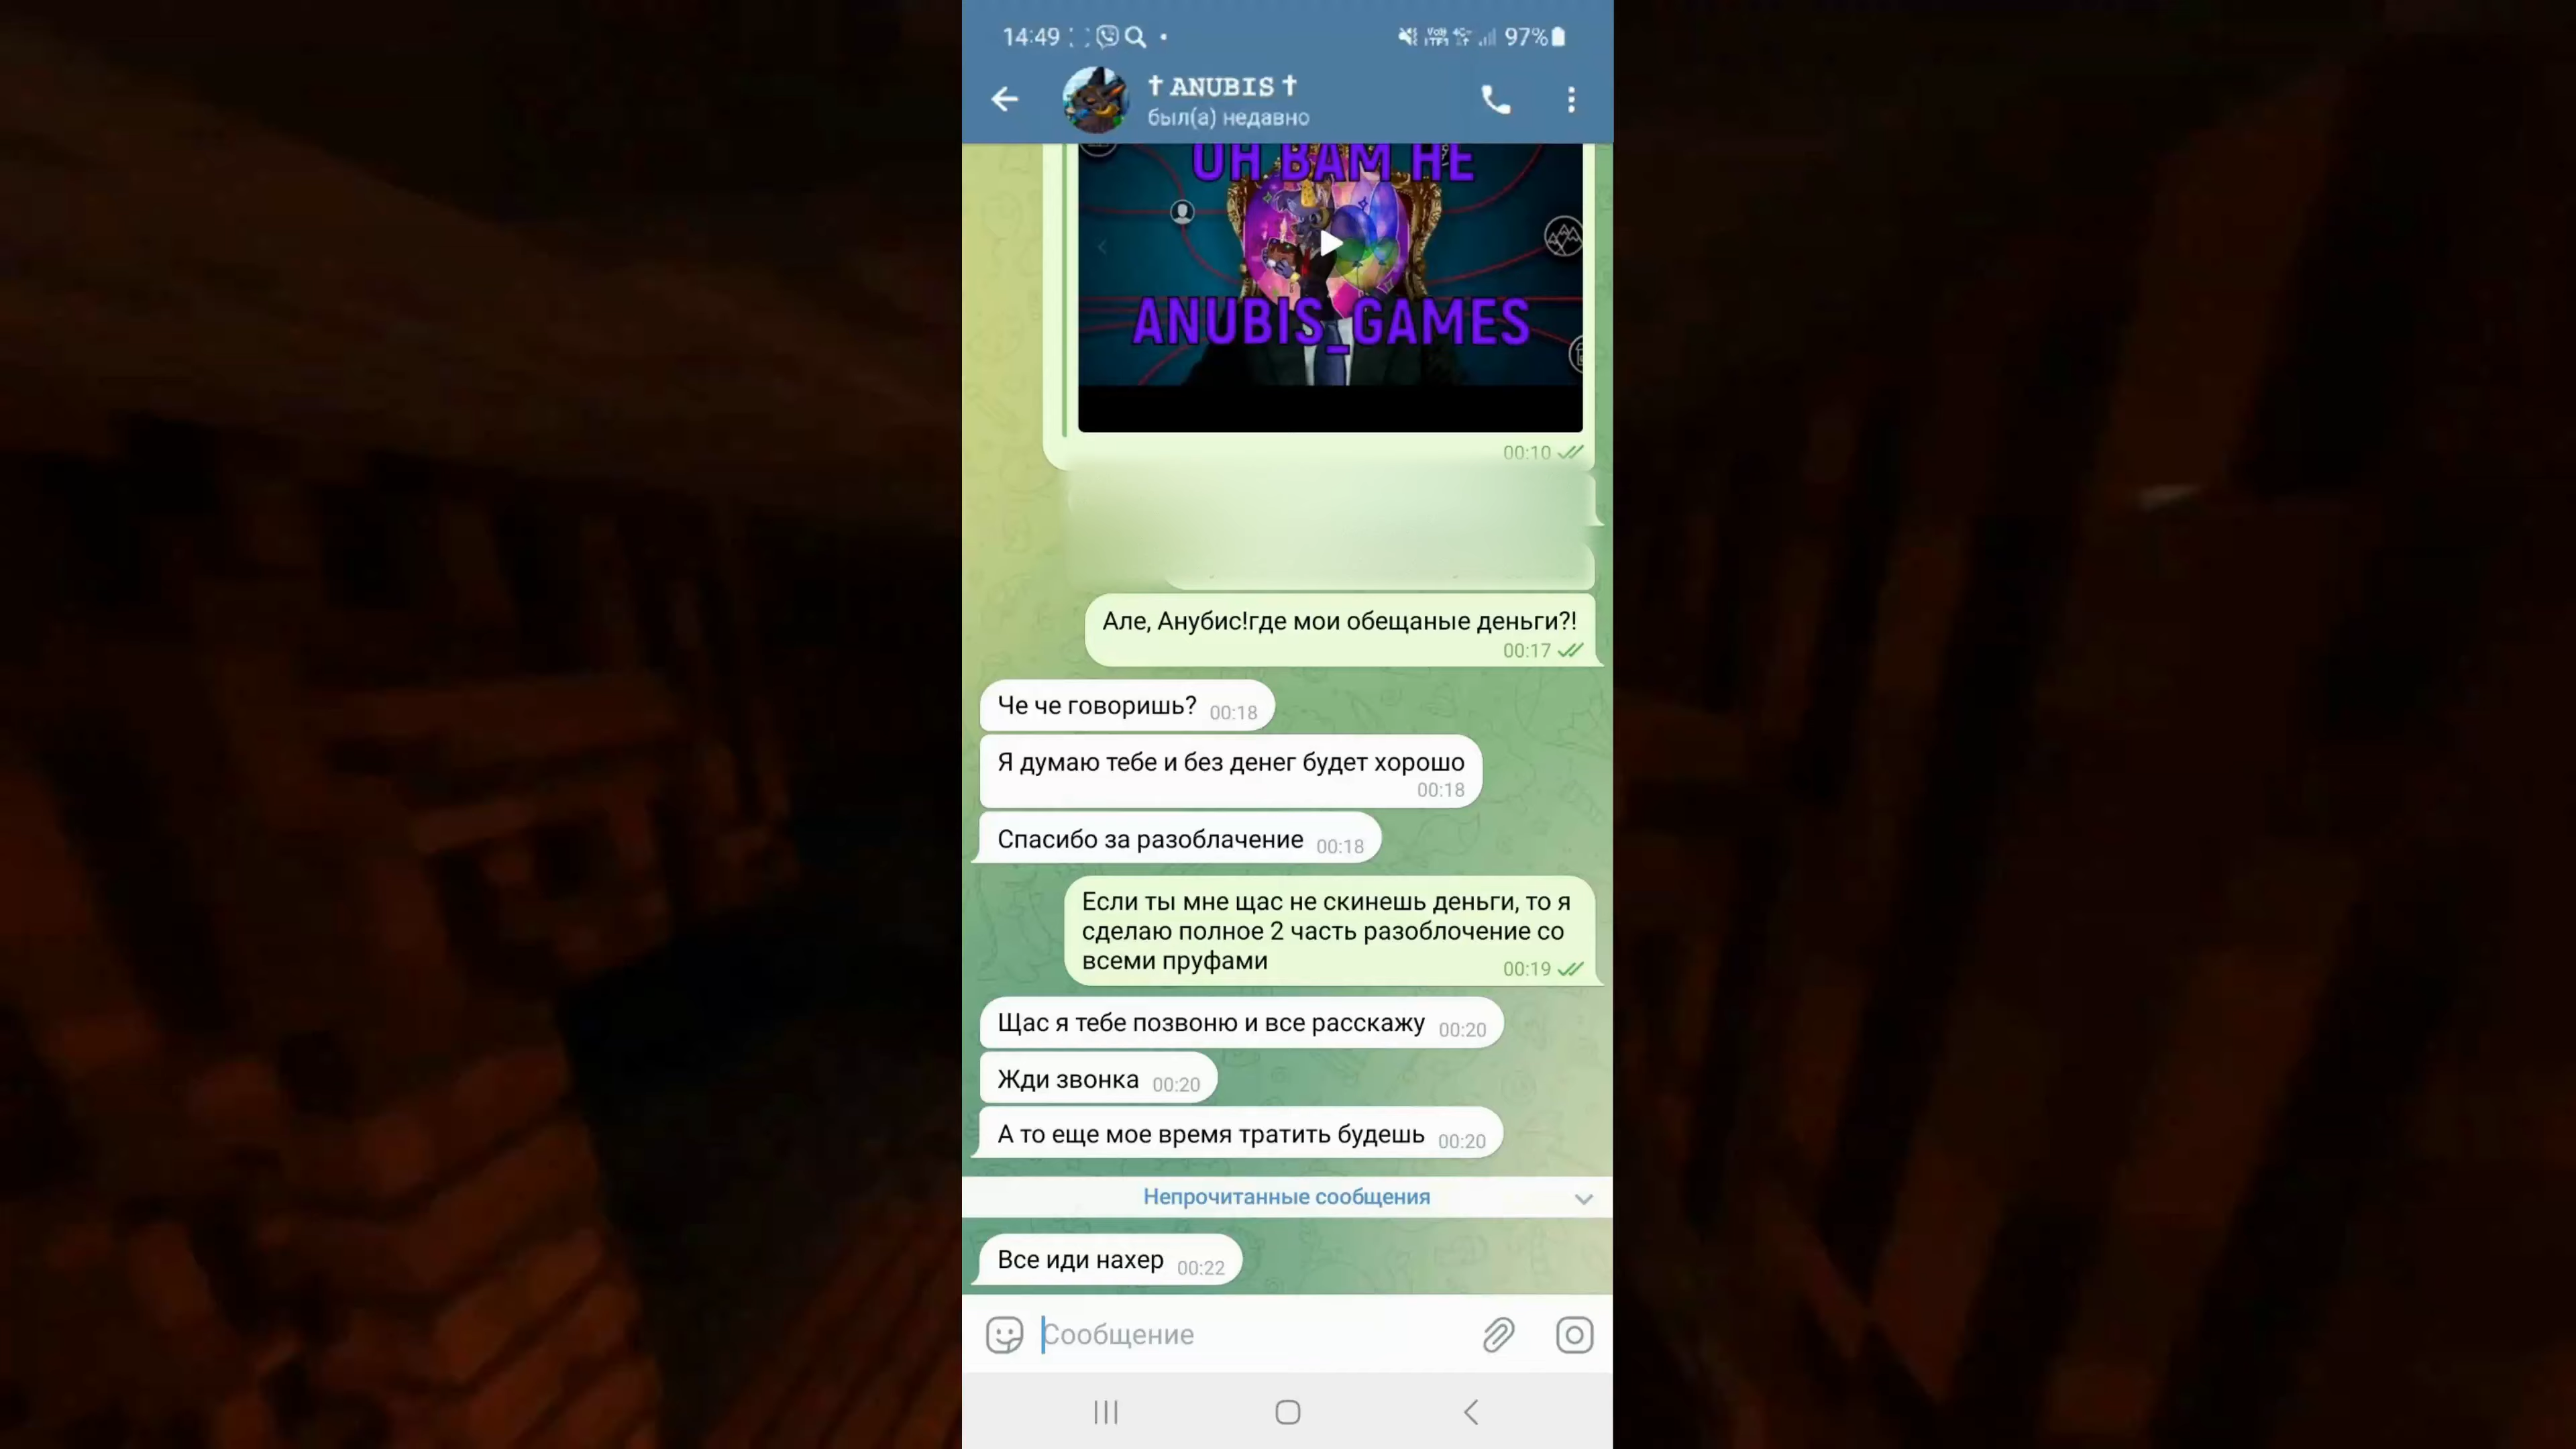 14:49
97%
† ANUBIS †
был(а) недавно
ОН ВАМ НЕ
ANUBIS_GAMES
00:10
Але, Анубис!где мои обещаные деньги?!
00:17
Че че говоришь? 00:18
Я думаю тебе и без денег будет хорошо
00:18
Спасибо за разоблачение 00:18
Если ты мне щас не скинешь деньги, то я
сделаю полное 2 часть разоблочение со
всеми пруфами 00:19
Щас я тебе позвоню и все расскажу 00:20
Жди звонка 00:20
А то еще мое время тратить будешь 00:20
Непрочитанные сообщения
Все иди нахер 00:22
Сообщение